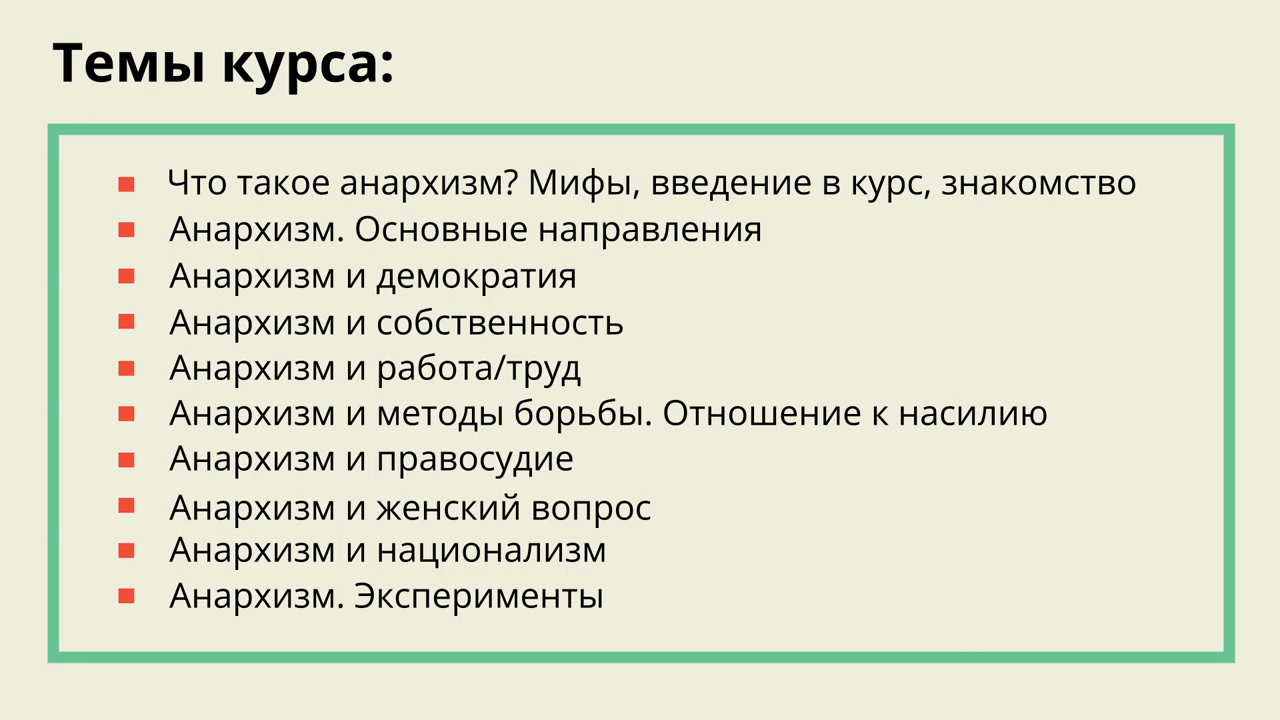 Темы курса:
Что такое анархизм? Мифы, введение в курс, знакомство
Анархизм. Основные направления
Анархизм и демократия
Анархизм и собственность
Анархизм и работа/труд
Анархизм и методы борьбы. Отношение к насилию
Анархизм и правосудие
Анархизм и женский вопрос
Анархизм и национализм
Анархизм. Эксперименты